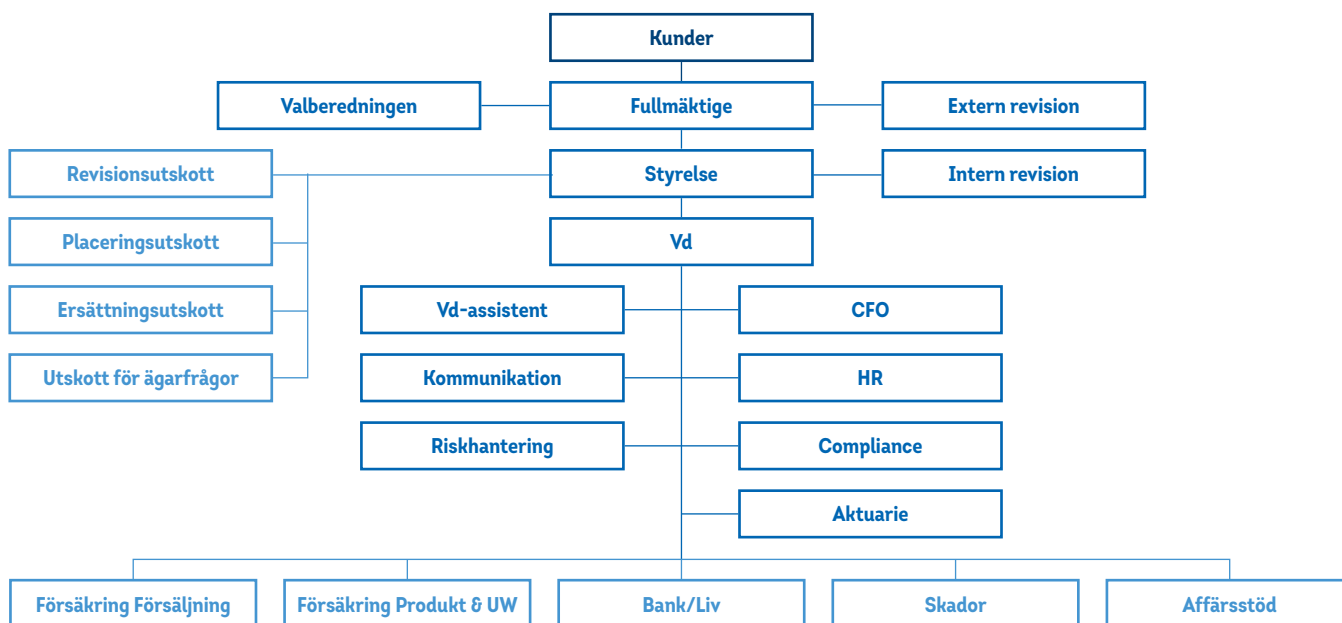 Kunder
Valberedningen
Fullmäktige
Extern revision
Revisionsutskott
Styrelse
Intern revision
Placeringsutskott
Vd
Ersättningsutskott
Vd-assistent
CFO
Utskott för ägarfrågor
Kommunikation
HR
Riskhantering
Compliance
Aktuarie
Försäkring Försäljning
Försäkring Produkt & UW
Bank/Liv
Skador
Affärsstöd